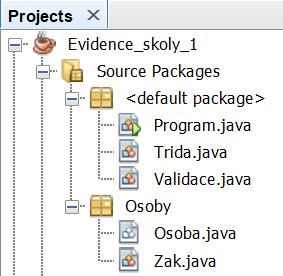 Projects
Evidence_skoly_1
Source Packages
<default package>
Program.java
Trida.java
Validace.java
Osoby
Osoba.java
Zak.java